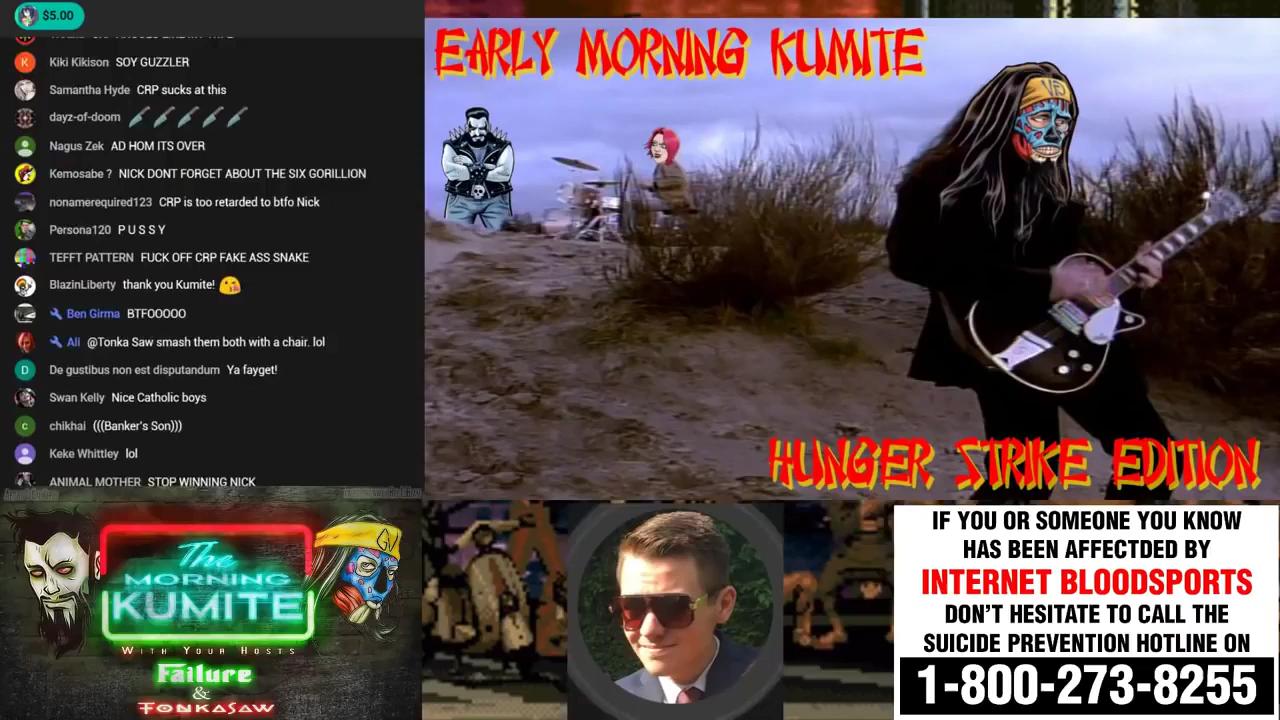 $5.00
Kiki Kikison SOY GUZZLER
Samantha Hyde CRP sucks at this
dayz-of-doom
Nagus Zek AD HOM ITS OVER
Kemosabe ? NICK DONT FORGET ABOUT THE SIX GORILLION
nonamerequired123 CRP is too retarded to btfo Nick
Persona120 P U S S Y
TEFFT PATTERN FUCK OFF CRP FAKE ASS SNAKE
BlazinLiberty thank you Kumite!
Ben Girma BTFOOOOO
Ali @Tonka Saw smash them both with a chair. lol
De gustibus non est disputandum Ya fayget!
Swan Kelly Nice Catholic boys
chikhai (((Banker's Son)))
Keke Whittley lol
ANIMAL MOTHER STOP WINNING NICK
EARLY MORNING KUMITE
HUNGER STRIKE EDITION
The
MORNING
KUMITE
WITH YOUR HOSTS
Failure
&
TONKASAW
IF YOU OR SOMEONE YOU KNOW
HAS BEEN AFFECTDED BY
INTERNET BLOODSPORTS
DON'T HESITATE TO CALL THE
SUICIDE PREVENTION HOTLINE ON
1-800-273-8255